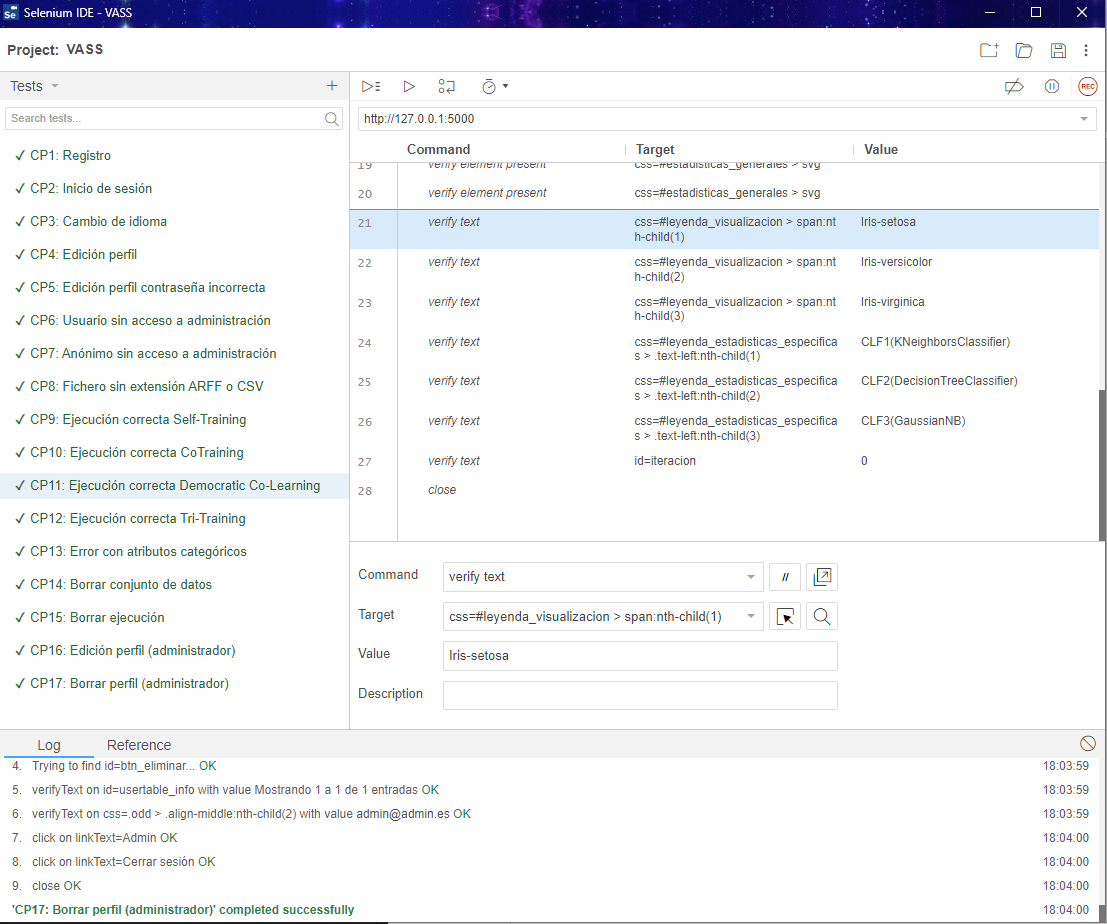 Selenium IDE - VASS
Project: VASS
Tests
Search tests...
✓ CP1: Registro
✓ CP2: Inicio de sesión
✓ CP3: Cambio de idioma
✓ CP4: Edición perfil
✓ CP5: Edición perfil contraseña incorrecta
✓ CP6: Usuario sin acceso a administración
✓ CP7: Anónimo sin acceso a administración
✓ CP8: Fichero sin extensión ARFF o CSV
✓ CP9: Ejecución correcta Self-Training
✓ CP10: Ejecución correcta CoTraining
✓ CP11: Ejecución correcta Democratic Co-Learning
✓ CP12: Ejecución correcta Tri-Training
✓ CP13: Error con atributos categóricos
✓ CP14: Borrar conjunto de datos
✓ CP15: Borrar ejecución
✓ CP16: Edición perfil (administrador)
✓ CP17: Borrar perfil (administrador)
REC
http://127.0.0.1:5000
Command Target Value
19 verify element present css=#estadisticas_generales > svg
20 verify element present css=#estadisticas_generales > svg
21 verify text css=#leyenda_visualizacion > span:nt Iris-setosa
h-child(1)
22 verify text css=#leyenda_visualizacion > span:nt Iris-versicolor
h-child(2)
23 verify text css=#leyenda_visualizacion > span:nt Iris-virginica
h-child(3)
24 verify text css=#leyenda_estadisticas_especifica CLF1(KNeighborsClassifier)
s > .text-left:nth-child(1)
25 verify text css=#leyenda_estadisticas_especifica CLF2(DecisionTreeClassifier)
s > .text-left:nth-child(2)
26 verify text css=#leyenda_estadisticas_especifica CLF3(GaussianNB)
s > .text-left:nth-child(3)
27 verify text id=iteracion 0
28 close
Command verify text //
Target css=#leyenda_visualizacion > span:nth-child(1)
Value Iris-setosa
Description
Log Reference
4. Trying to find id=btn_eliminar... OK 18:03:59
5. verifyText on id=usertable_info with value Mostrando 1 a 1 de 1 entradas OK 18:03:59
6. verifyText on css=.odd > .align-middle:nth-child(2) with value admin@admin.es OK 18:03:59
7. click on linkText=Admin OK 18:04:00
8. click on linkText=Cerrar sesión OK 18:04:00
9. close OK 18:04:00
'CP17: Borrar perfil (administrador)' completed successfully 18:04:00